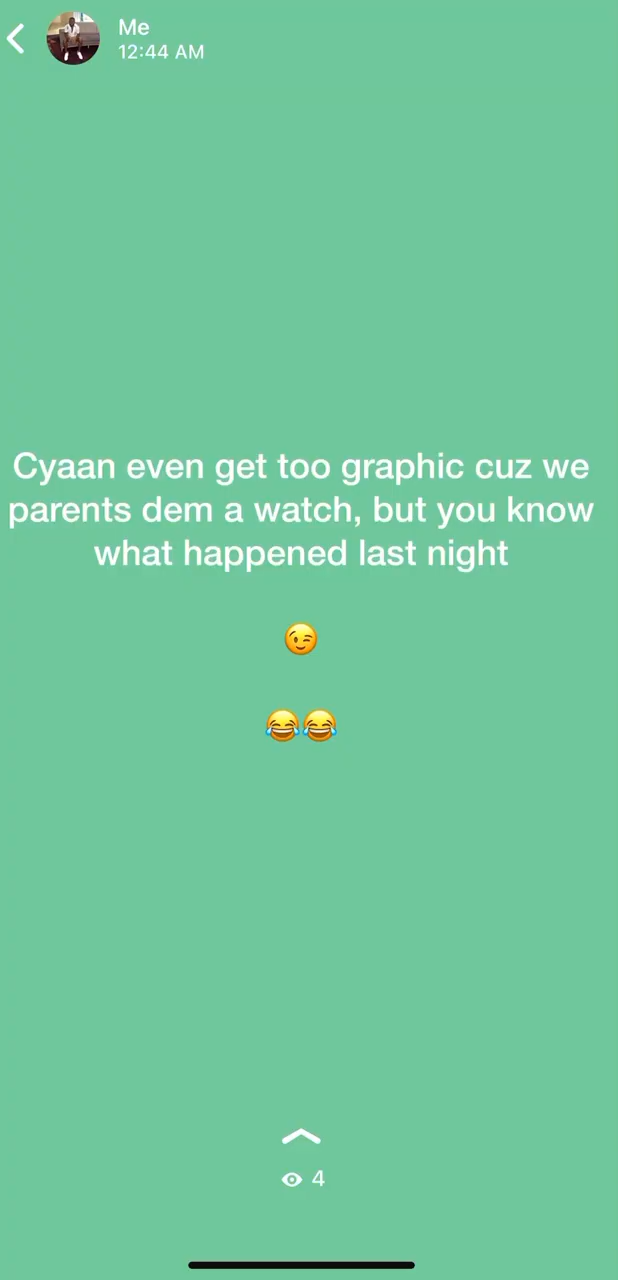 Me
12:44 AM
Cyaan even get too graphic cuz we
parents dem a watch, but you know
what happened last night
😉
😂😂
4